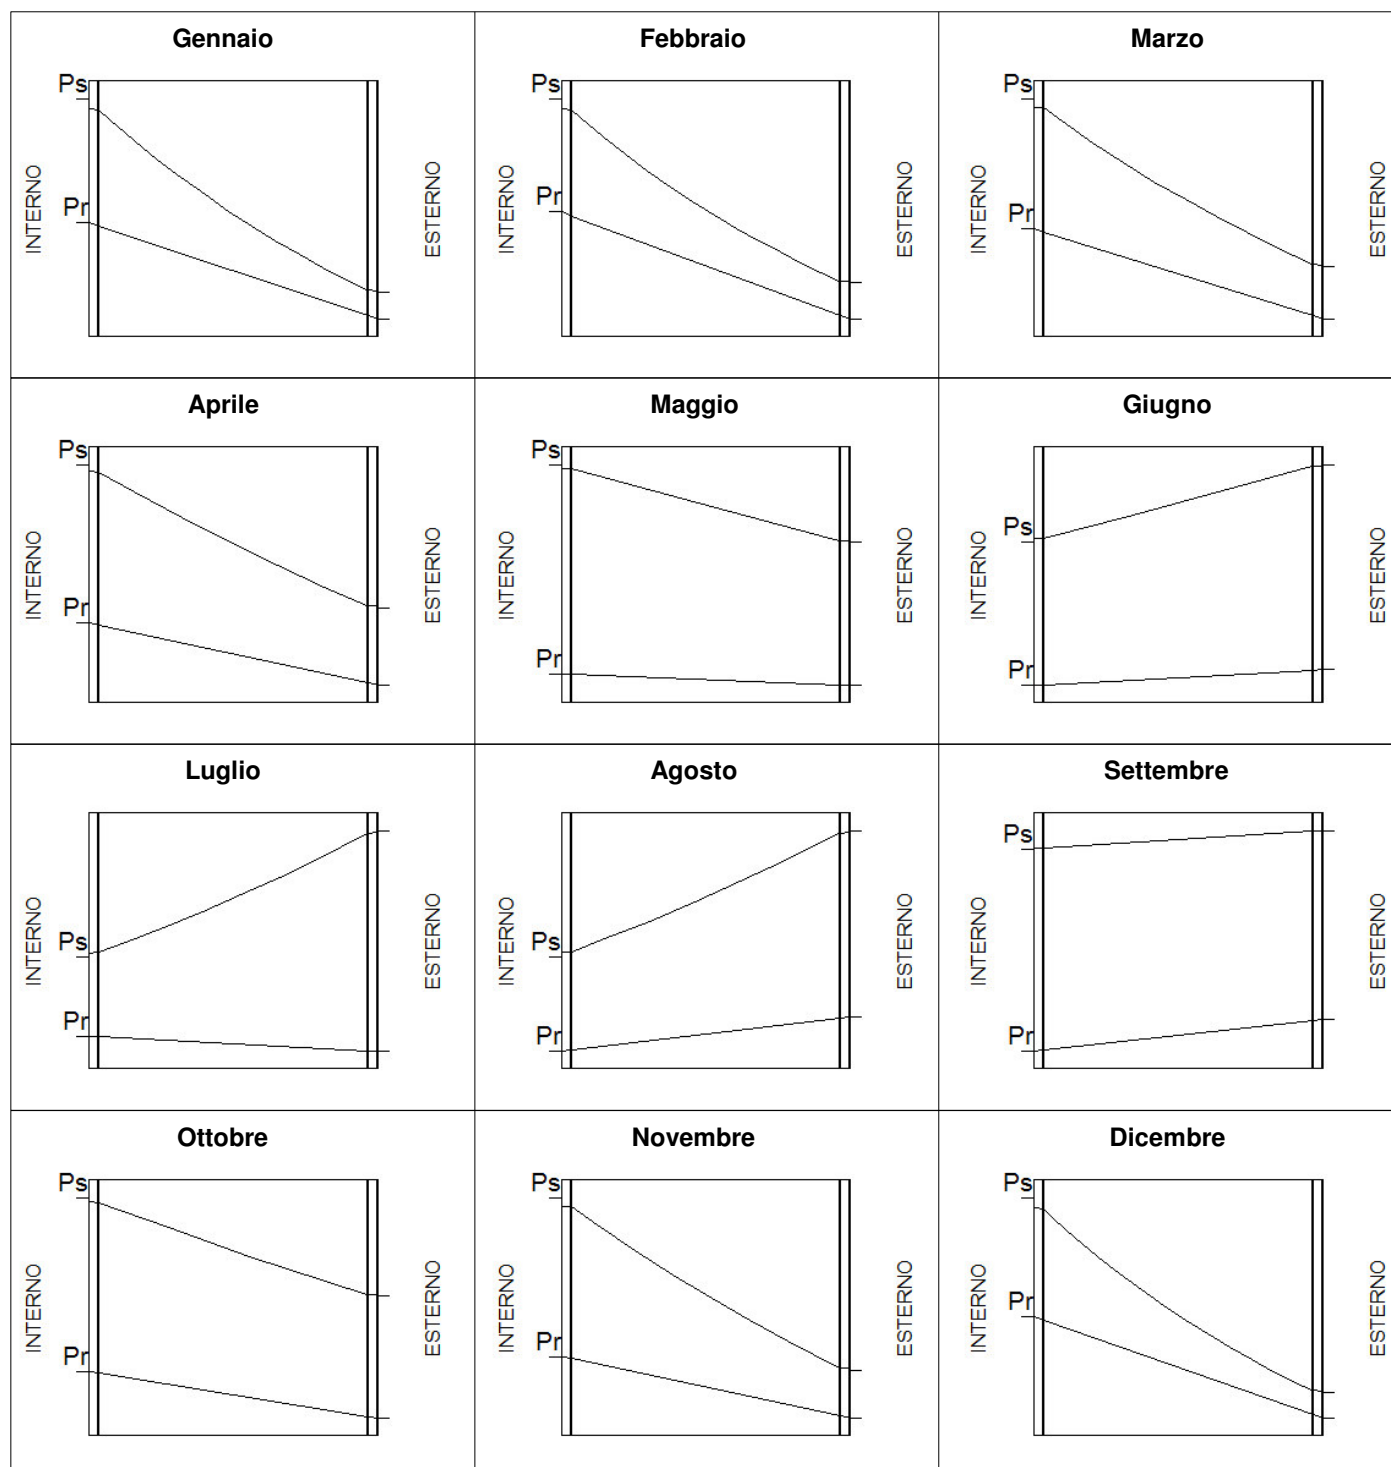 Gennaio
Febbraio
Marzo
Ps
Pr
INTERNO
ESTERNO
Ps
Pr
INTERNO
ESTERNO
Ps
Pr
INTERNO
ESTERNO
Aprile
Maggio
Giugno
Ps
Pr
INTERNO
ESTERNO
Ps
Pr
INTERNO
ESTERNO
Ps
Pr
INTERNO
ESTERNO
Luglio
Agosto
Settembre
Ps
Pr
INTERNO
ESTERNO
Ps
Pr
INTERNO
ESTERNO
Ps
Pr
INTERNO
ESTERNO
Ottobre
Novembre
Dicembre
Ps
Pr
INTERNO
ESTERNO
Ps
Pr
INTERNO
ESTERNO
Ps
Pr
INTERNO
ESTERNO